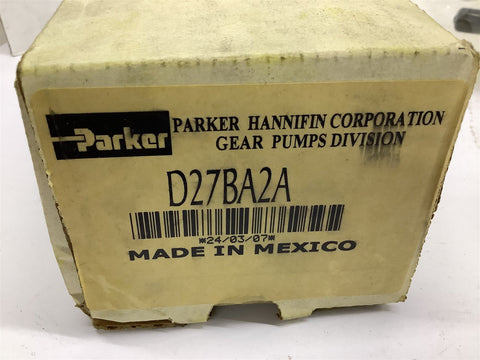 Parker
PARKER HANNIFIN CORPORATION
GEAR PUMPS DIVISION
D27BA2A
*24/03/07*
MADE IN MEXICO